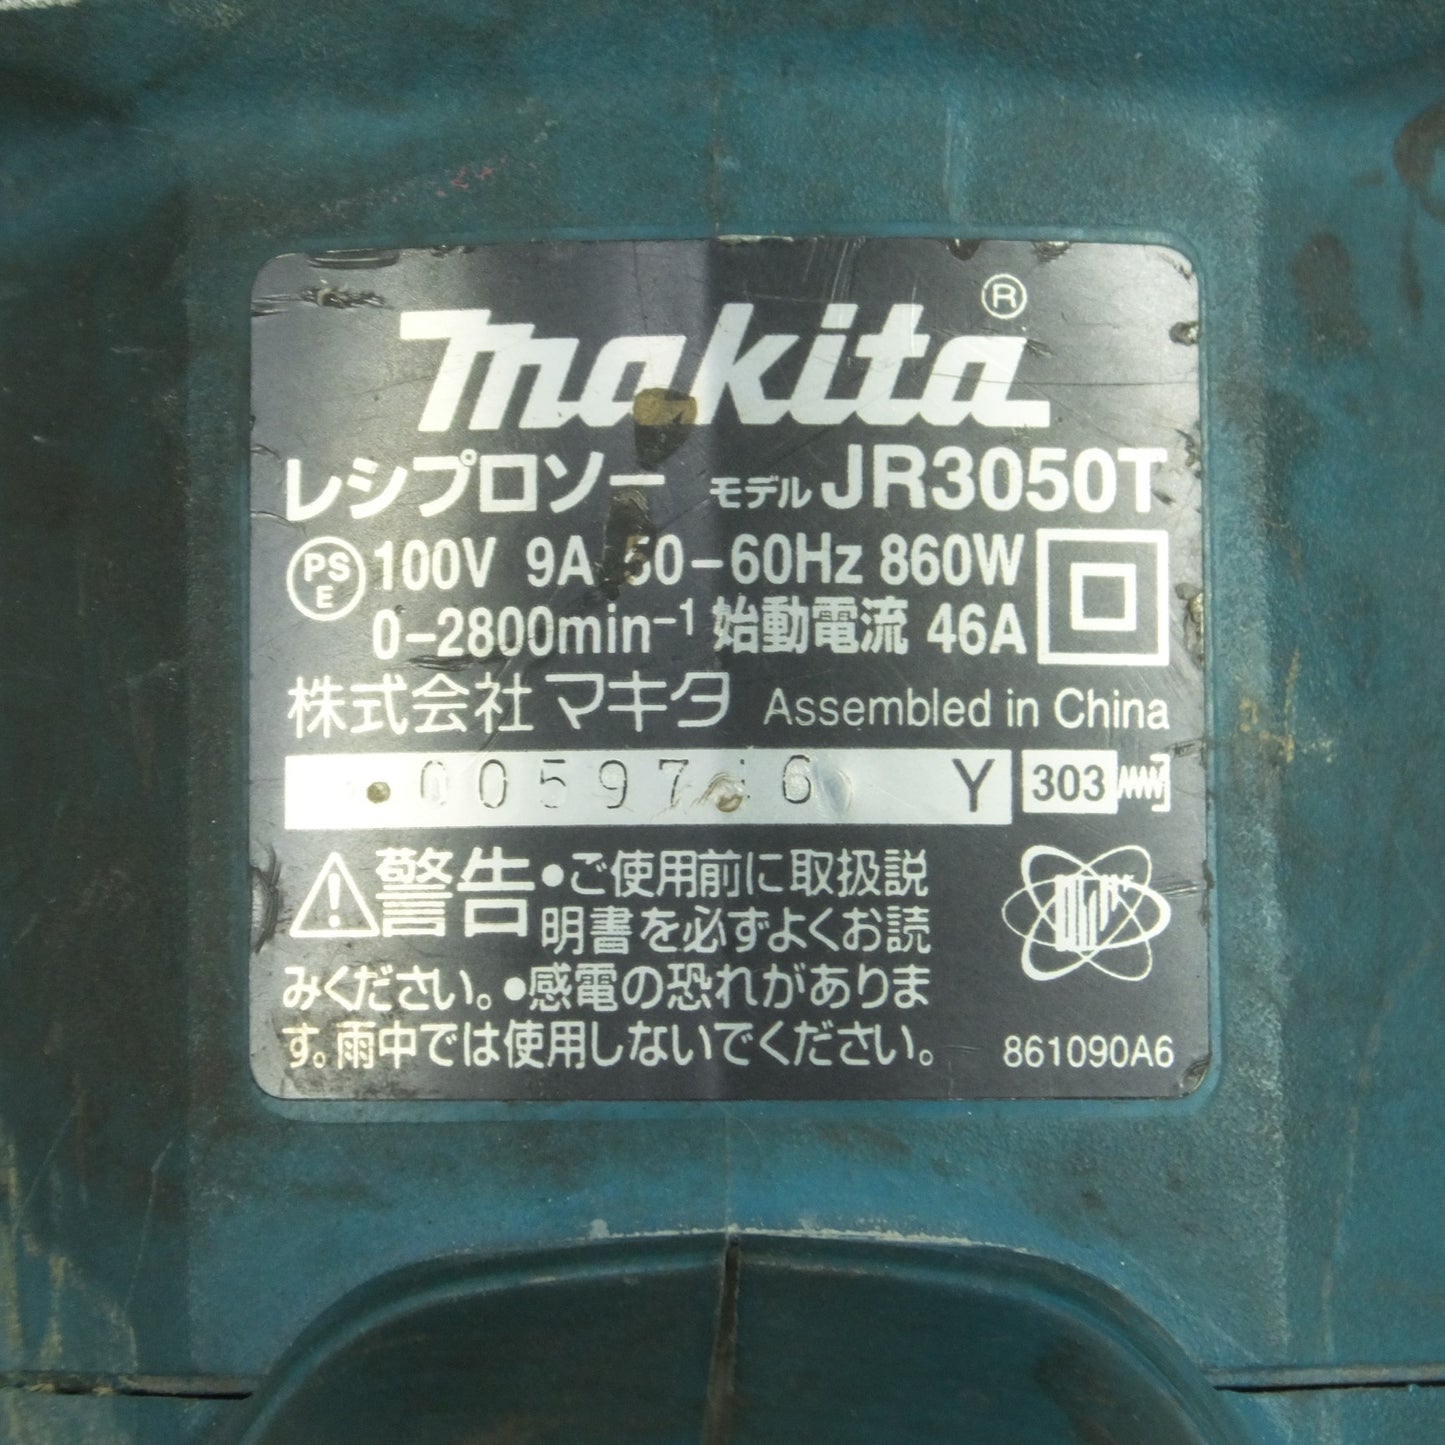 makita®
レシプロソー モデル JR3050T
PSE 100V 9A 50-60Hz 860W
0-2800min⁻¹ 始動電流 46A
株式会社マキタ Assembled in China
Y 303
警告 •ご使用前に取扱説
明書を必ずよくお読
みください。•感電の恐れがありま
す。雨中では使用しないでください。
861090A6